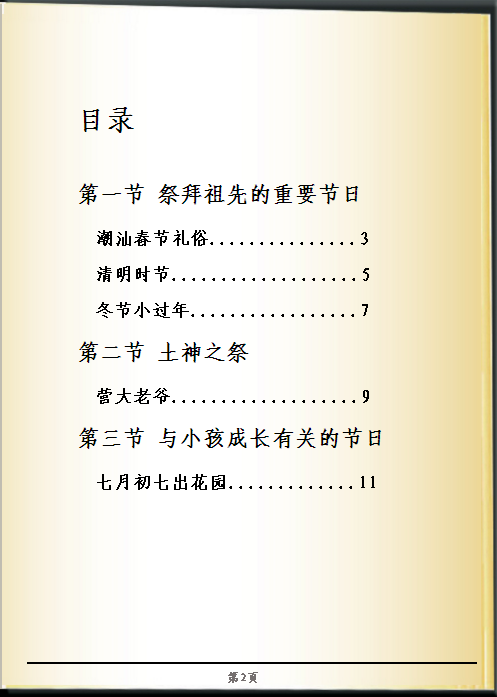 目录
第一节 祭拜祖先的重要节日
潮汕春节礼俗...............3
清明时节..................5
冬节小过年................7
第二节 土神之祭
营大老爷..................9
第三节 与小孩成长有关的节日
七月初七出花园.............11
第2頁